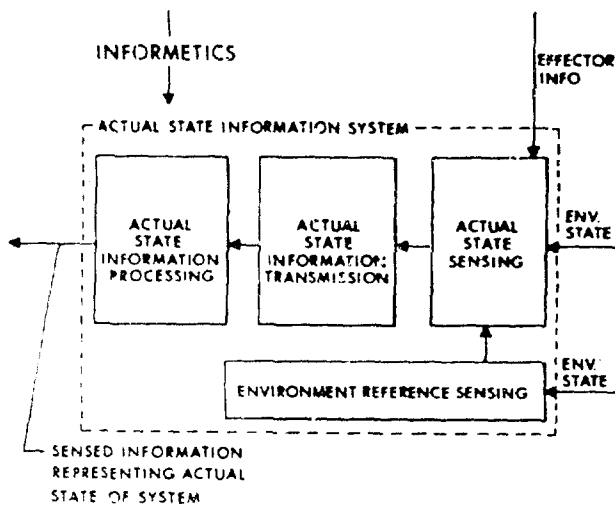 INFORMETICS
EFFECTOR
INFO
ACTUAL STATE INFORMATION SYSTEM
ACTUAL
STATE
INFORMATION
PROCESSING
ACTUAL
STATE
INFORMATION
TRANSMISSION
ACTUAL
STATE
SENSING
ENV.
STATE
ENVIRONMENT REFERENCE SENSING
ENV.
STATE
SENSED INFORMATION
REPRESENTING ACTUAL
STATE OF SYSTEM